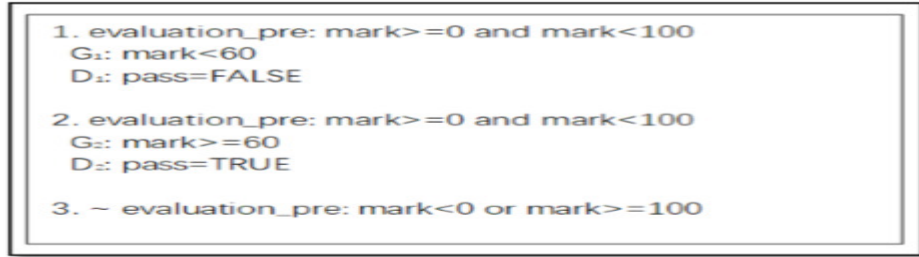 1. evaluation_pre: mark>=0 and mark<100
G₁: mark<60
D₁: pass=FALSE
2. evaluation_pre: mark>=0 and mark<100
G₂: mark>=60
D₂: pass=TRUE
3. ~ evaluation_pre: mark<0 or mark>=100